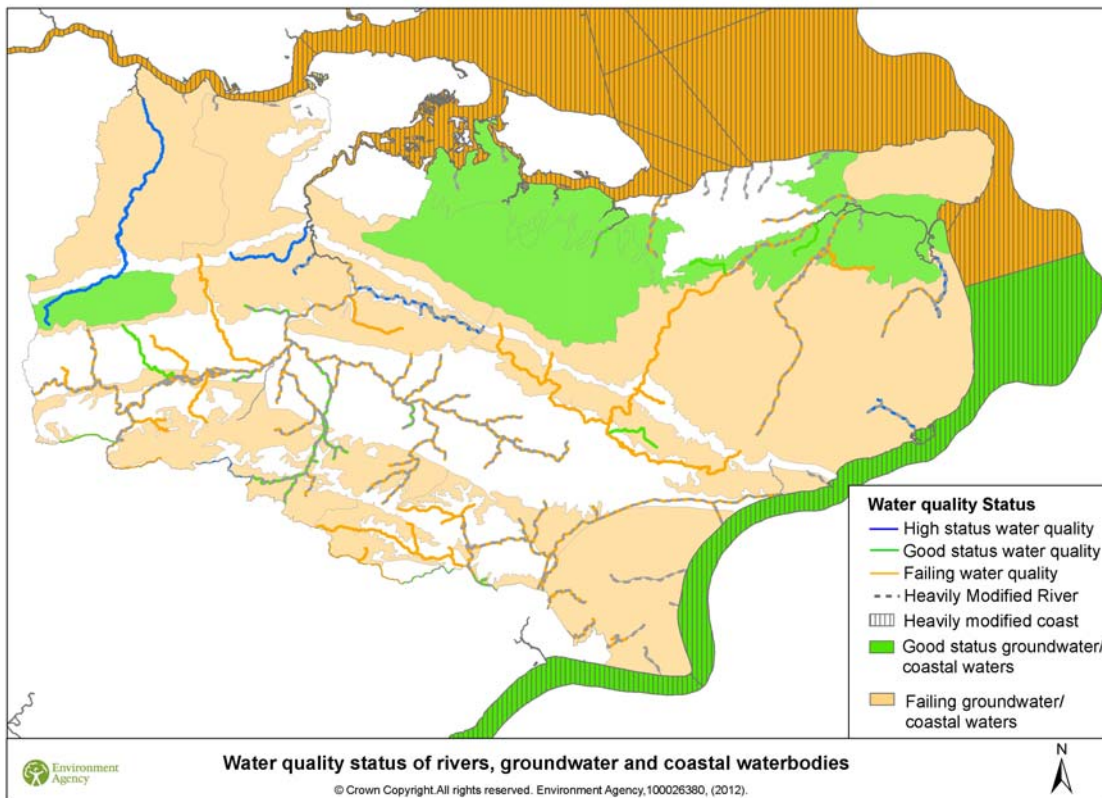 Water quality Status
High status water quality
Good status water quality
Failing water quality
Heavily Modified River
Heavily modified coast
Good status groundwater/
coastal waters
Failing groundwater/
coastal waters
Environment
Agency
Water quality status of rivers, groundwater and coastal waterbodies
© Crown Copyright.All rights reserved. Environment Agency,100026380, (2012).
N